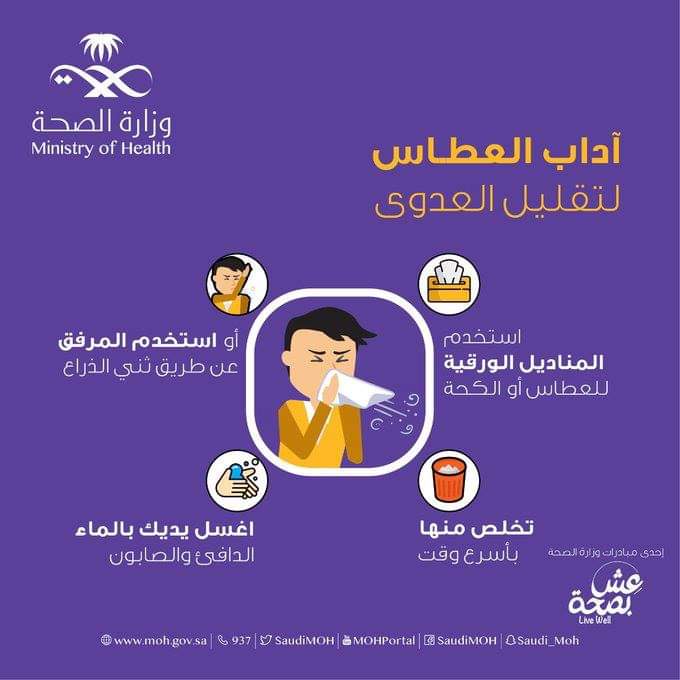 وزارة الصحة
Ministry of Health
آداب العطاس
لتقليل العدوى
استخدم
المناديل الورقية
للعطاس أو الكحة
أو استخدم المرفق
عن طريق ثني الذراع
تخلص منها
بأسرع وقت
اغسل يديك بالماء
الدافئ والصابون
إحدى مبادرات وزارة الصحة
عش بصحة
Live Well
www.moh.gov.sa | 937 | SaudiMOH | MOHPortal | SaudiMOH | Saudi_Moh